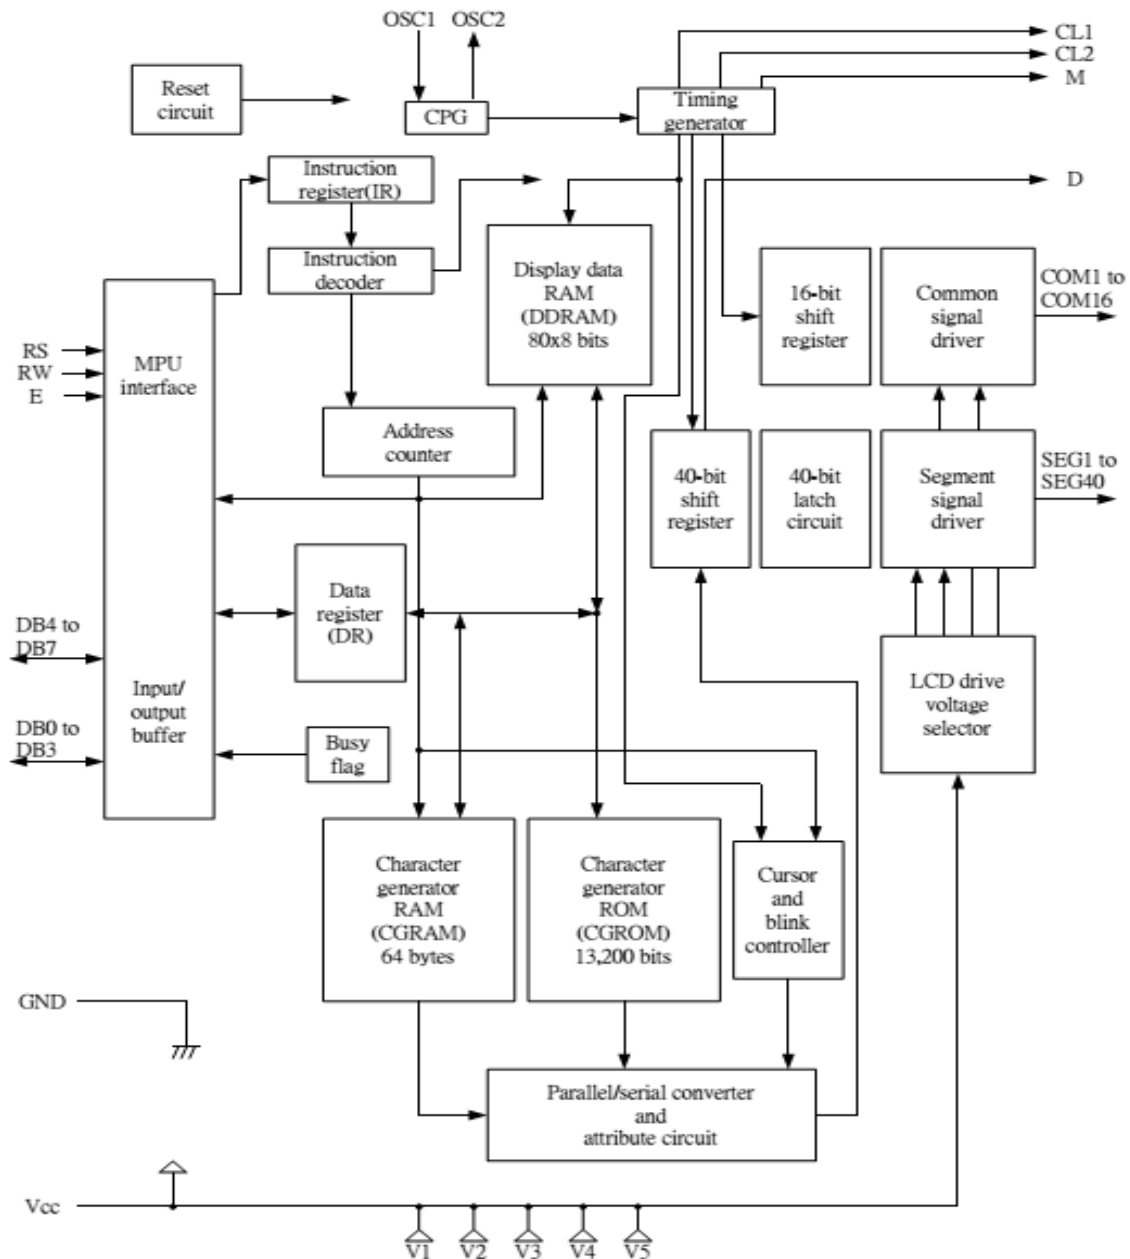 OSC1 OSC2
CL1
CL2
M
Reset
circuit
CPG
Timing
generator
Instruction
register(IR)
D
Instruction
decoder
Display data
RAM
(DDRAM)
80x8 bits
16-bit
shift
register
Common
signal
driver
COM1 to
COM16
RS
RW
E
MPU
interface
Address
counter
40-bit
shift
register
40-bit
latch
circuit
Segment
signal
driver
SEG1 to
SEG40
Data
register
(DR)
DB4 to
DB7
Input/
output
buffer
LCD drive
voltage
selector
DB0 to
DB3
Busy
flag
Character
generator
RAM
(CGRAM)
64 bytes
Character
generator
ROM
(CGROM)
13,200 bits
Cursor
and
blink
controller
GND
Parallel/serial converter
and
attribute circuit
Vcc
V1 V2 V3 V4 V5